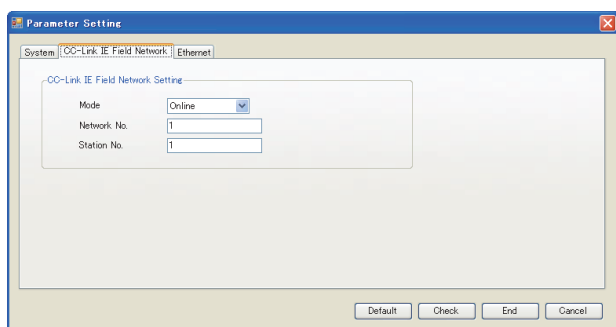 Parameter Setting
System CC-Link IE Field Network Ethernet
CC-Link IE Field Network Setting
Mode Online
Network No. 1
Station No. 1
Default Check End Cancel